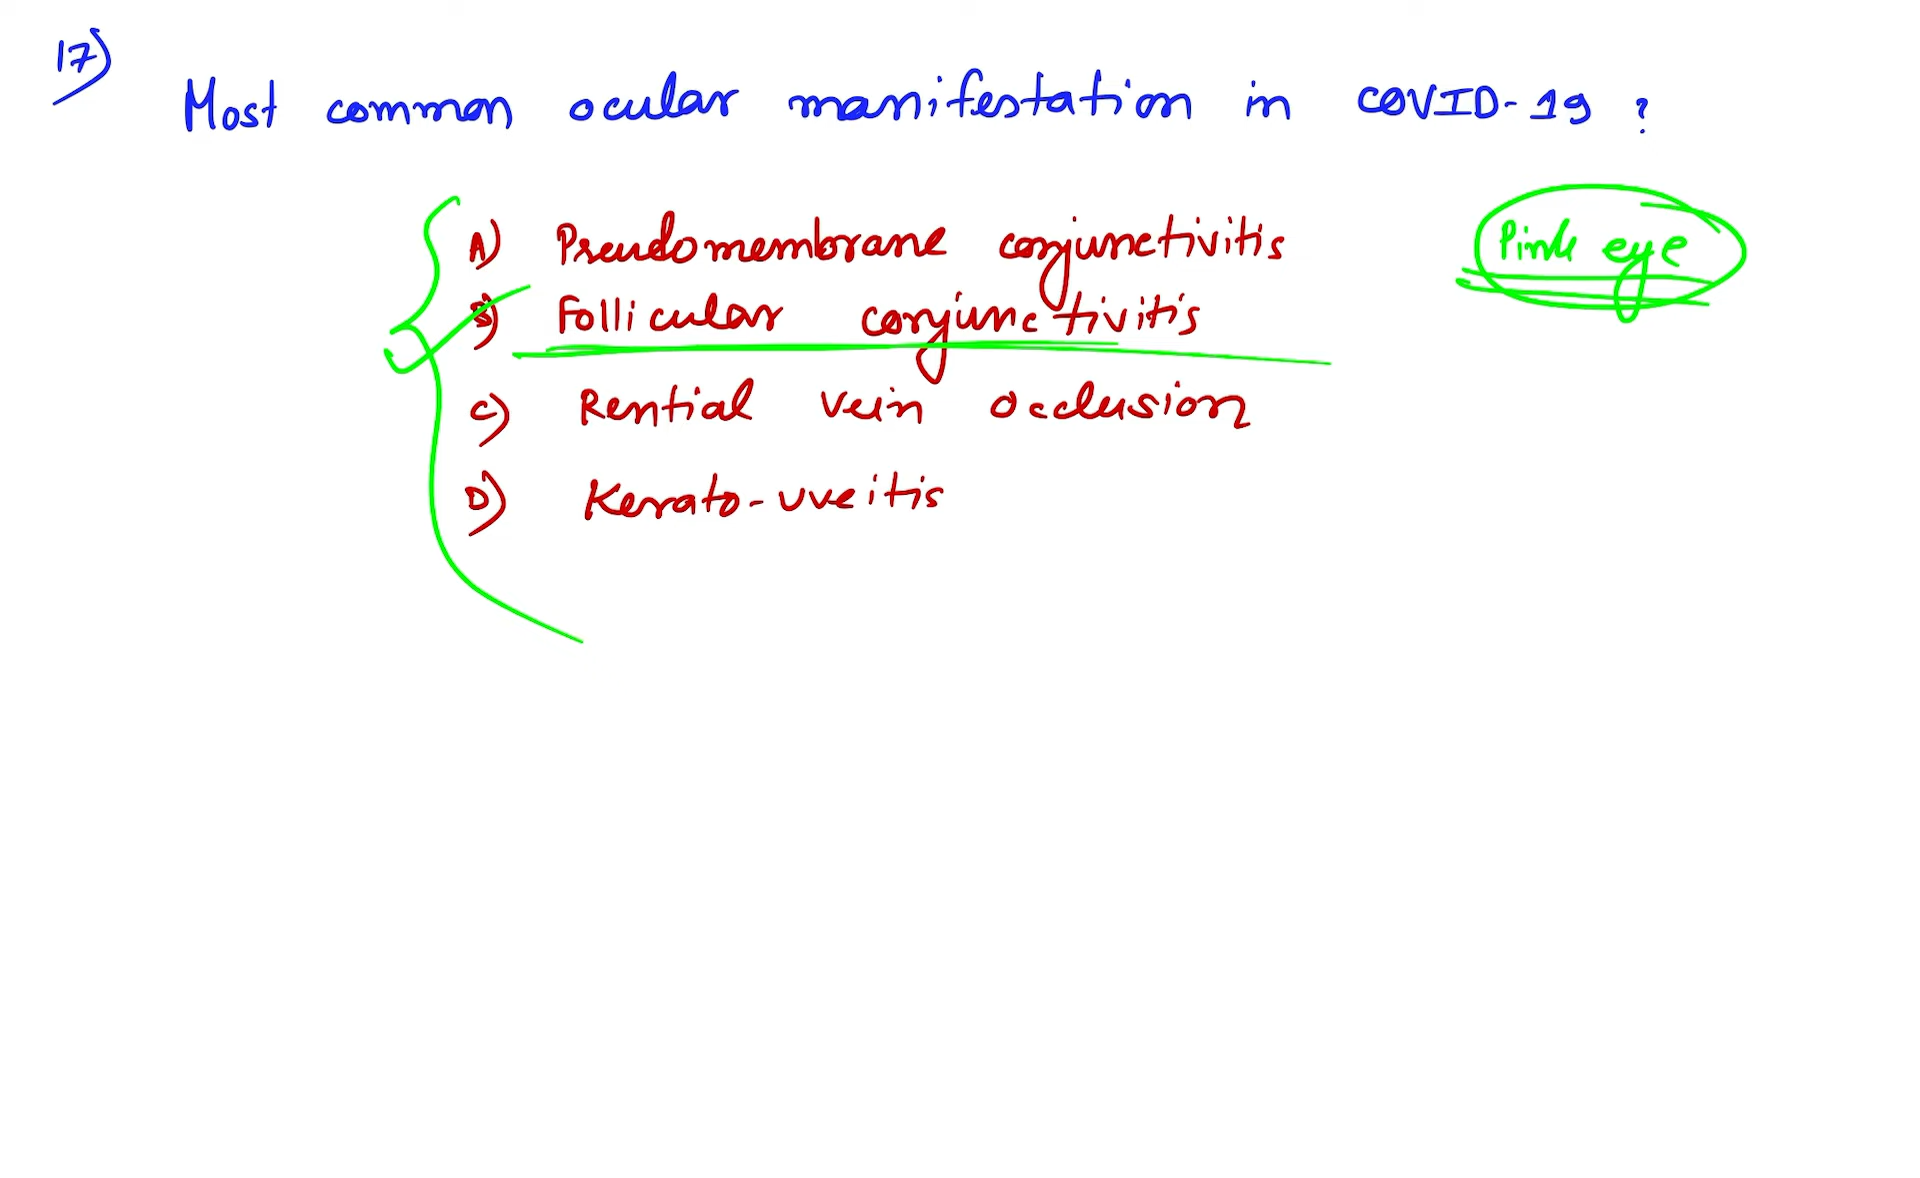 17)
Most common ocular manifestation in COVID-19 ?
A) Pseudomembrane conjunctivitis
Pink eye
B) Follicular conjunctivitis
C) Rential vein occlusion
D) Kerato-uveitis